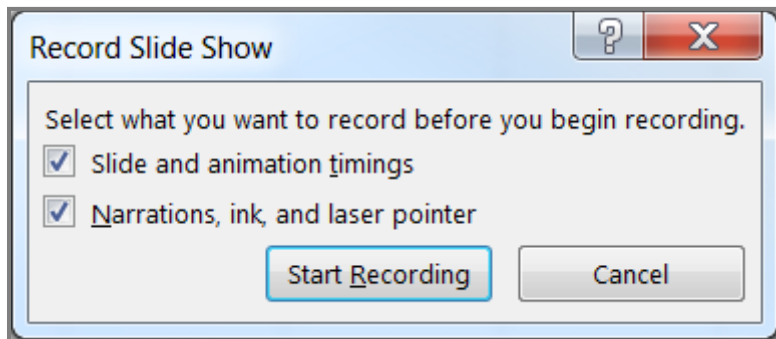 Record Slide Show
Select what you want to record before you begin recording.
Slide and animation timings
Narrations, ink, and laser pointer
Start Recording Cancel